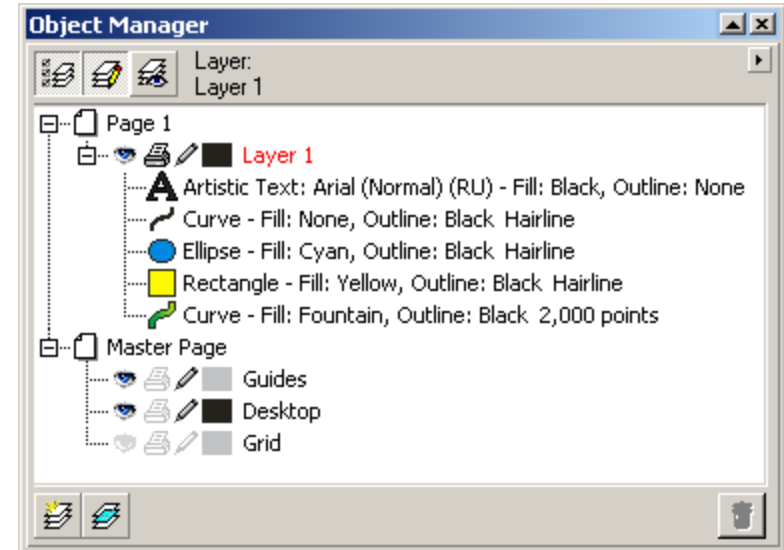 Object Manager
Layer:
Layer 1
Page 1
Layer 1
Artistic Text: Arial (Normal) (RU) - Fill: Black, Outline: None
Curve - Fill: None, Outline: Black Hairline
Ellipse - Fill: Cyan, Outline: Black Hairline
Rectangle - Fill: Yellow, Outline: Black Hairline
Curve - Fill: Fountain, Outline: Black 2,000 points
Master Page
Guides
Desktop
Grid